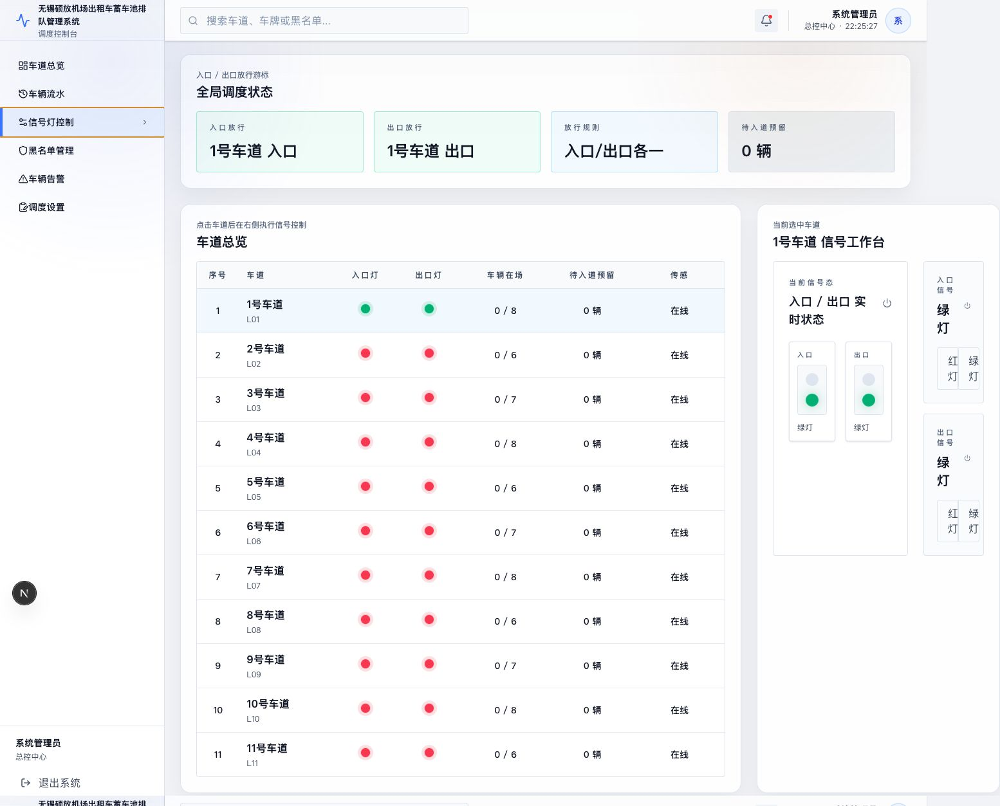 无锡硕放机场出租车蓄车池排
队管理系统
调度控制台
车道总览
车辆流水
信号灯控制
黑名单管理
车辆告警
调度设置
系统管理员
总控中心
退出系统
无锡硕放机场出租车蓄车池排
搜索车道、车牌或黑名单...
系统管理员
总控中心 · 22:25:27
系
入口 / 出口放行游标
全局调度状态
入口放行
1号车道 入口
出口放行
1号车道 出口
放行规则
入口/出口各一
待入道预留
0 辆
点击车道后在右侧执行信号控制
车道总览
序号 车道 入口灯 出口灯 车辆在场 待入道预留 传感
1 1号车道 0 / 8 0 辆 在线
L01
2 2号车道 0 / 6 0 辆 在线
L02
3 3号车道 0 / 7 0 辆 在线
L03
4 4号车道 0 / 8 0 辆 在线
L04
5 5号车道 0 / 6 0 辆 在线
L05
6 6号车道 0 / 7 0 辆 在线
L06
7 7号车道 0 / 8 0 辆 在线
L07
8 8号车道 0 / 6 0 辆 在线
L08
9 9号车道 0 / 7 0 辆 在线
L09
10 10号车道 0 / 8 0 辆 在线
L10
11 11号车道 0 / 6 0 辆 在线
L11
当前选中车道
1号车道 信号工作台
当前信号态
入口 / 出口 实
时状态
入口
绿灯
出口
绿灯
入口
信号
绿
灯
红 绿
灯 灯
出口
信号
绿
灯
红 绿
灯 灯
N